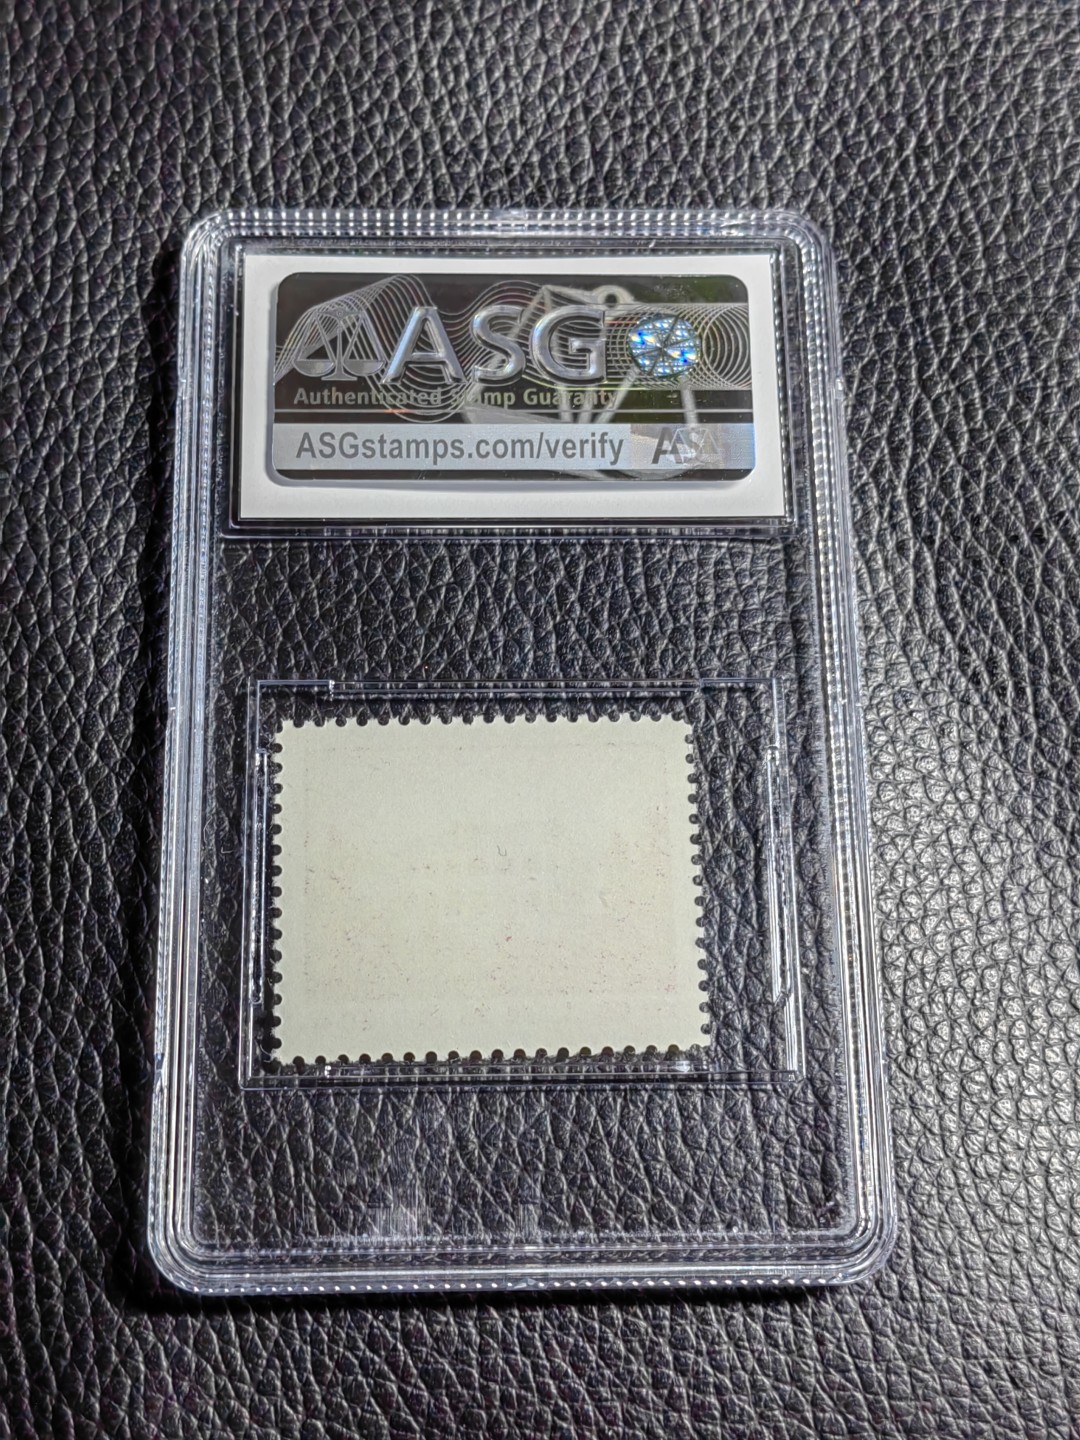 ASG
Authenticated Stamp Guaranty
ASGstamps.com/verify